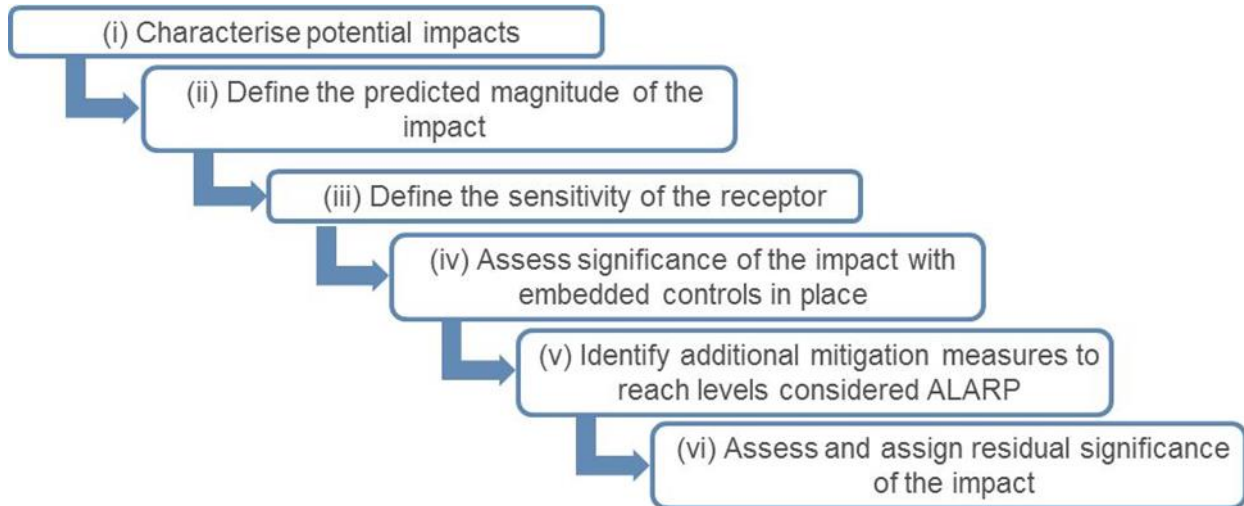 (i) Characterise potential impacts
(ii) Define the predicted magnitude of the
impact
(iii) Define the sensitivity of the receptor
(iv) Assess significance of the impact with
embedded controls in place
(v) Identify additional mitigation measures to
reach levels considered ALARP
(vi) Assess and assign residual significance
of the impact